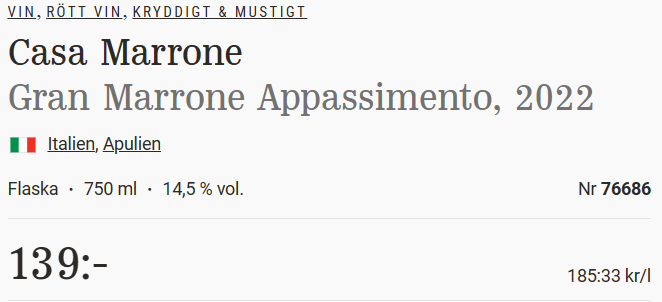 VIN, RÖTT VIN, KRYDDIGT & MUSTIGT
Casa Marrone
Gran Marrone Appassimento, 2022
Italien, Apulien
Flaska · 750 ml · 14,5 % vol. Nr 76686
139:-
185:33 kr/l